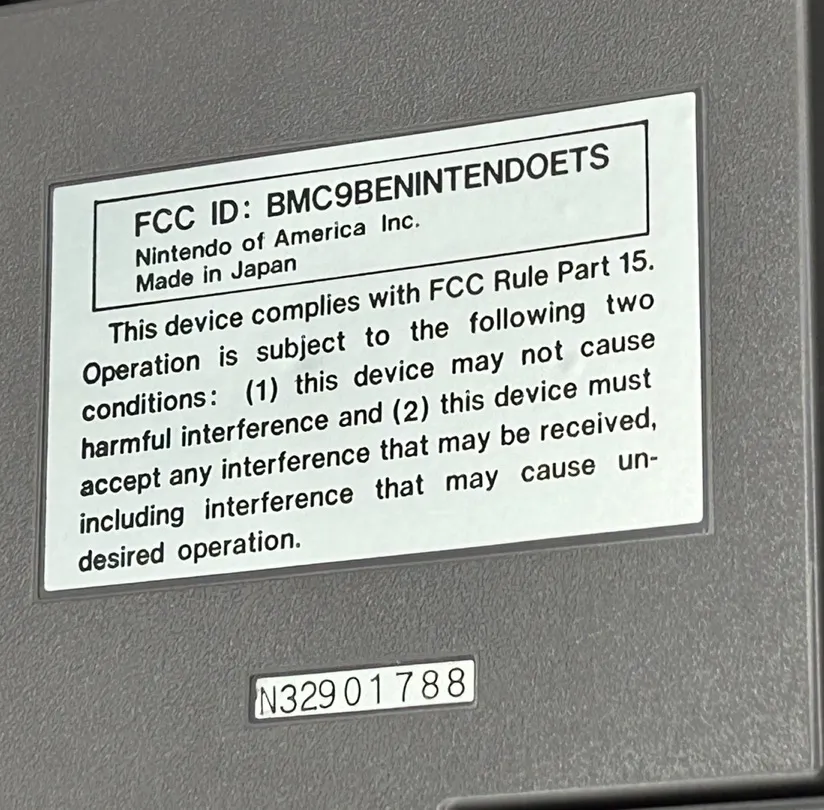 FCC ID: BMC9BENINTENDOETS
Nintendo of America Inc.
Made in Japan
This device complies with FCC Rule Part 15.
Operation is subject to the following two
conditions: (1) this device may not cause
harmful interference and (2) this device must
accept any interference that may be received,
including interference that may cause un-
desired operation.
N32901788